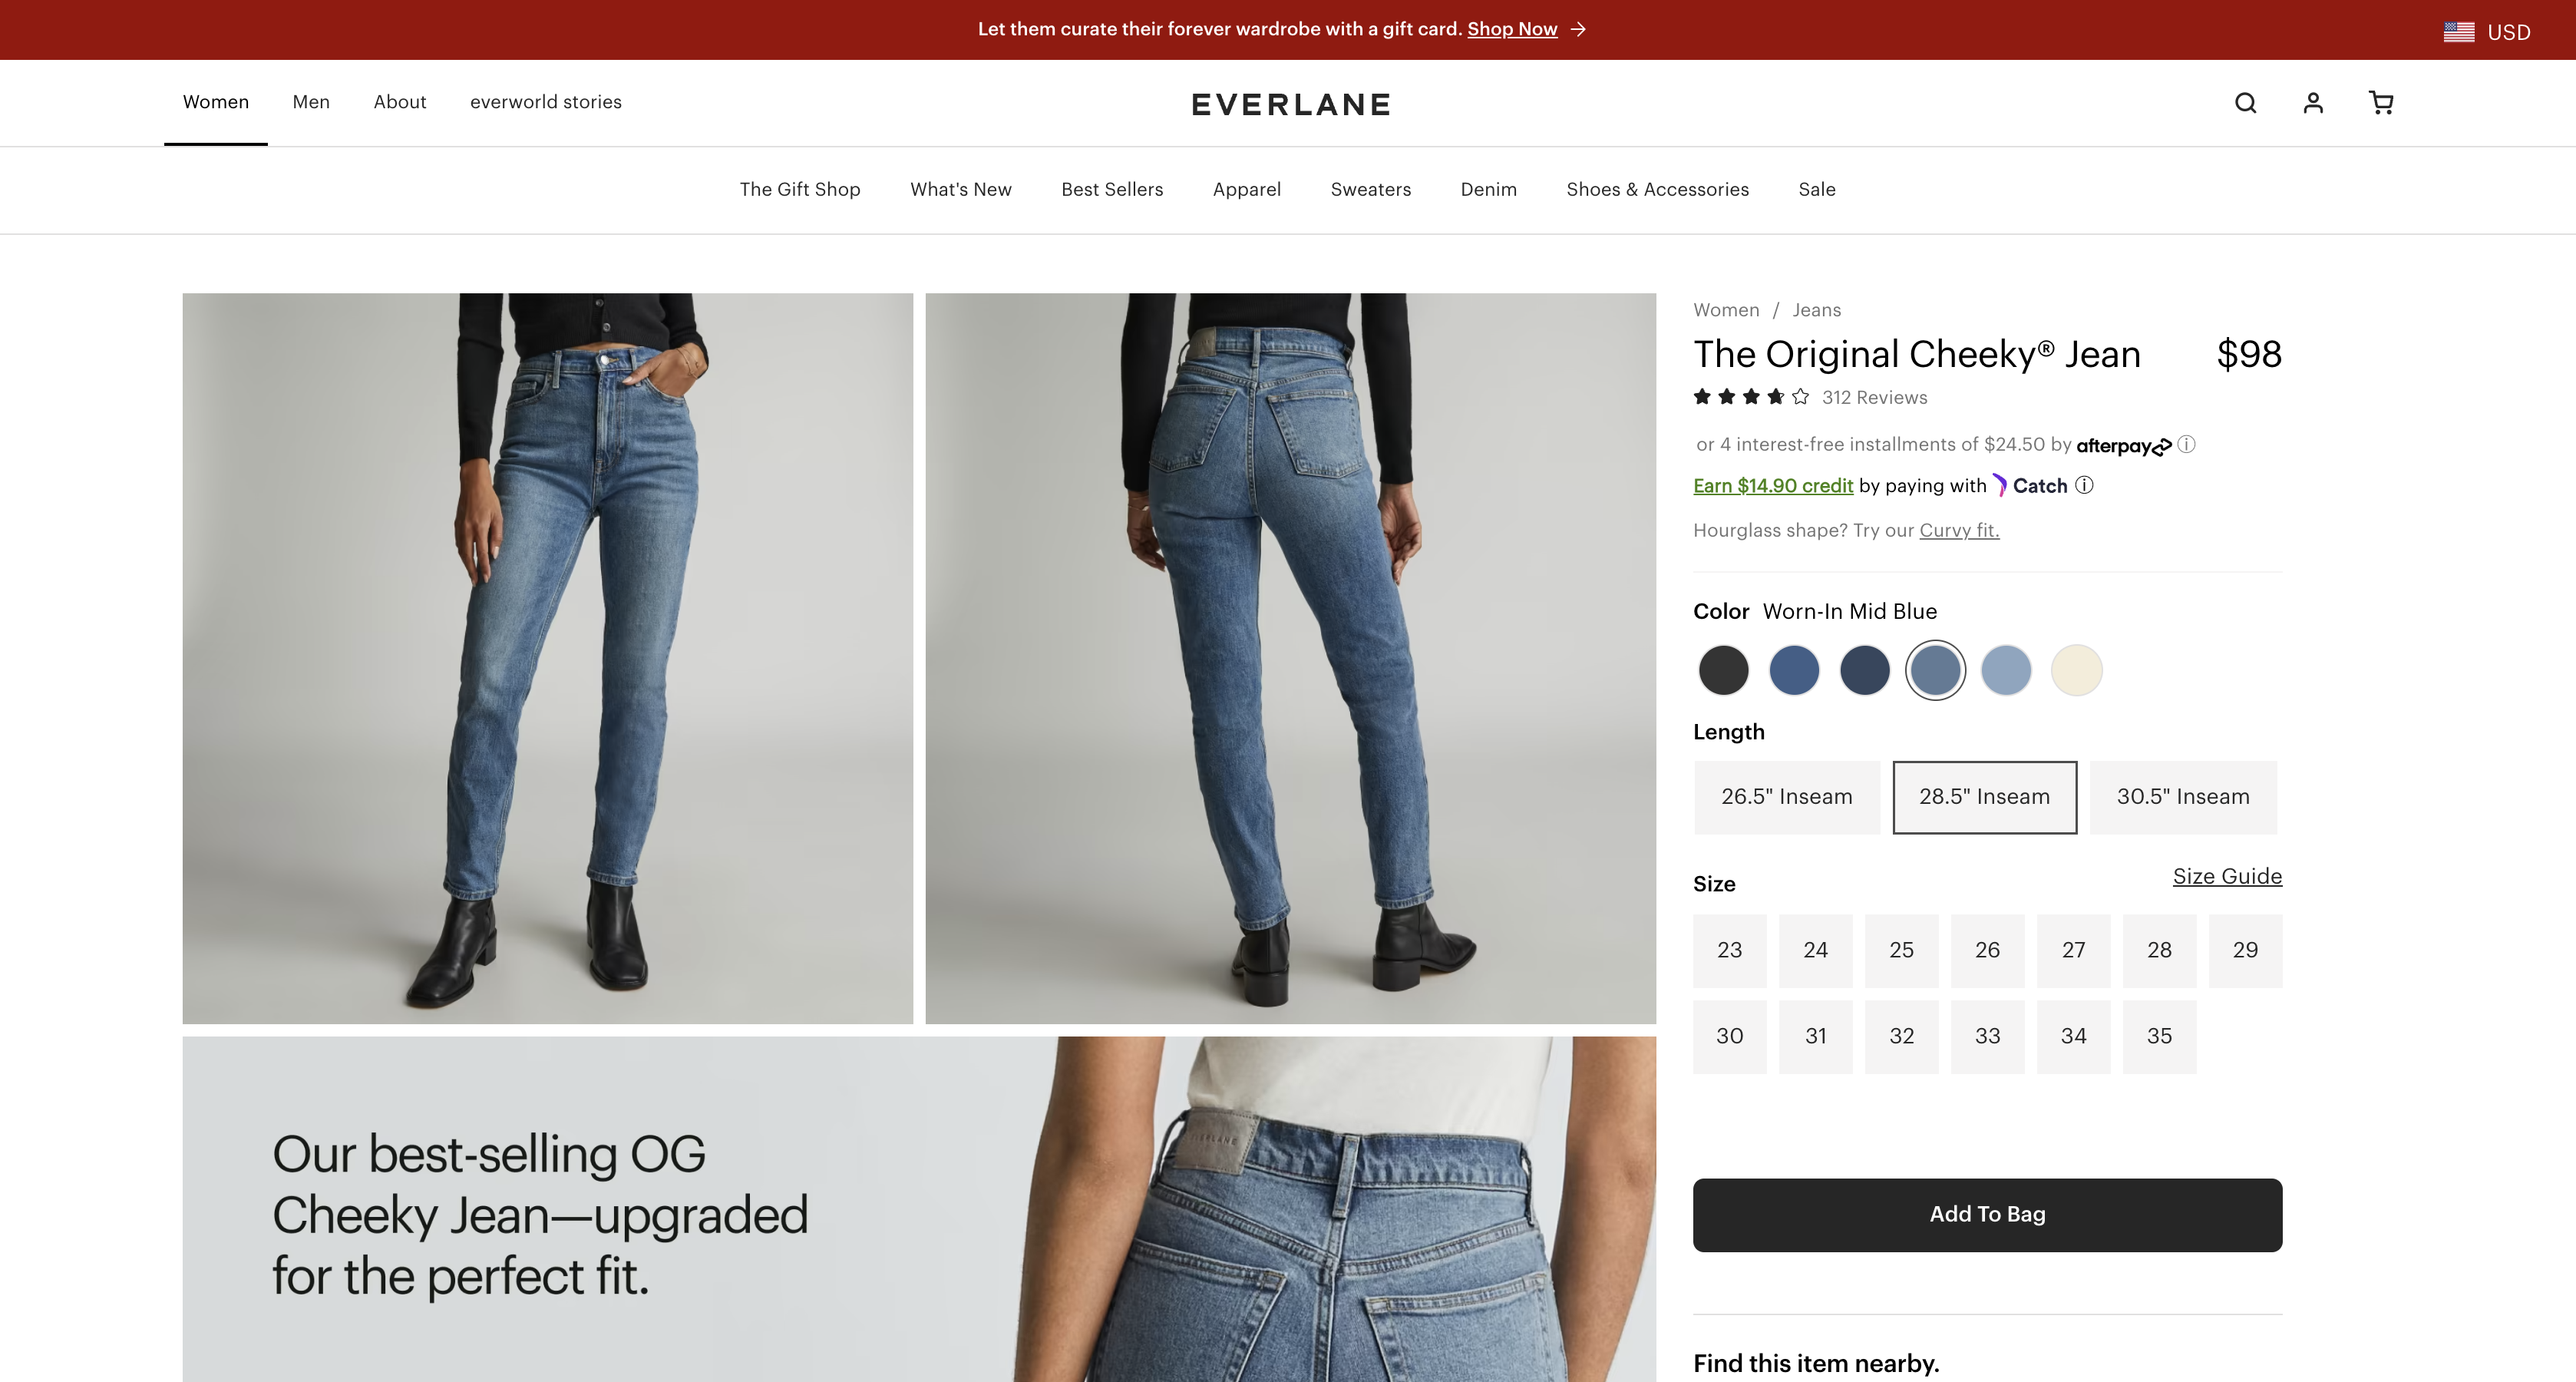 Let them curate their forever wardrobe with a gift card. Shop Now →
USD
Women Men About everworld stories
EVERLANE
The Gift Shop What's New Best Sellers Apparel Sweaters Denim Shoes & Accessories Sale
Women / Jeans
The Original Cheeky® Jean $98
312 Reviews
or 4 interest-free installments of $24.50 by afterpay
Earn $14.90 credit by paying with Catch
Hourglass shape? Try our Curvy fit.
Color Worn-In Mid Blue
Length
26.5" Inseam 28.5" Inseam 30.5" Inseam
Size Size Guide
23 24 25 26 27 28 29
30 31 32 33 34 35
Add To Bag
Find this item nearby.
Our best-selling OG
Cheeky Jean—upgraded
for the perfect fit.
EVERLANE